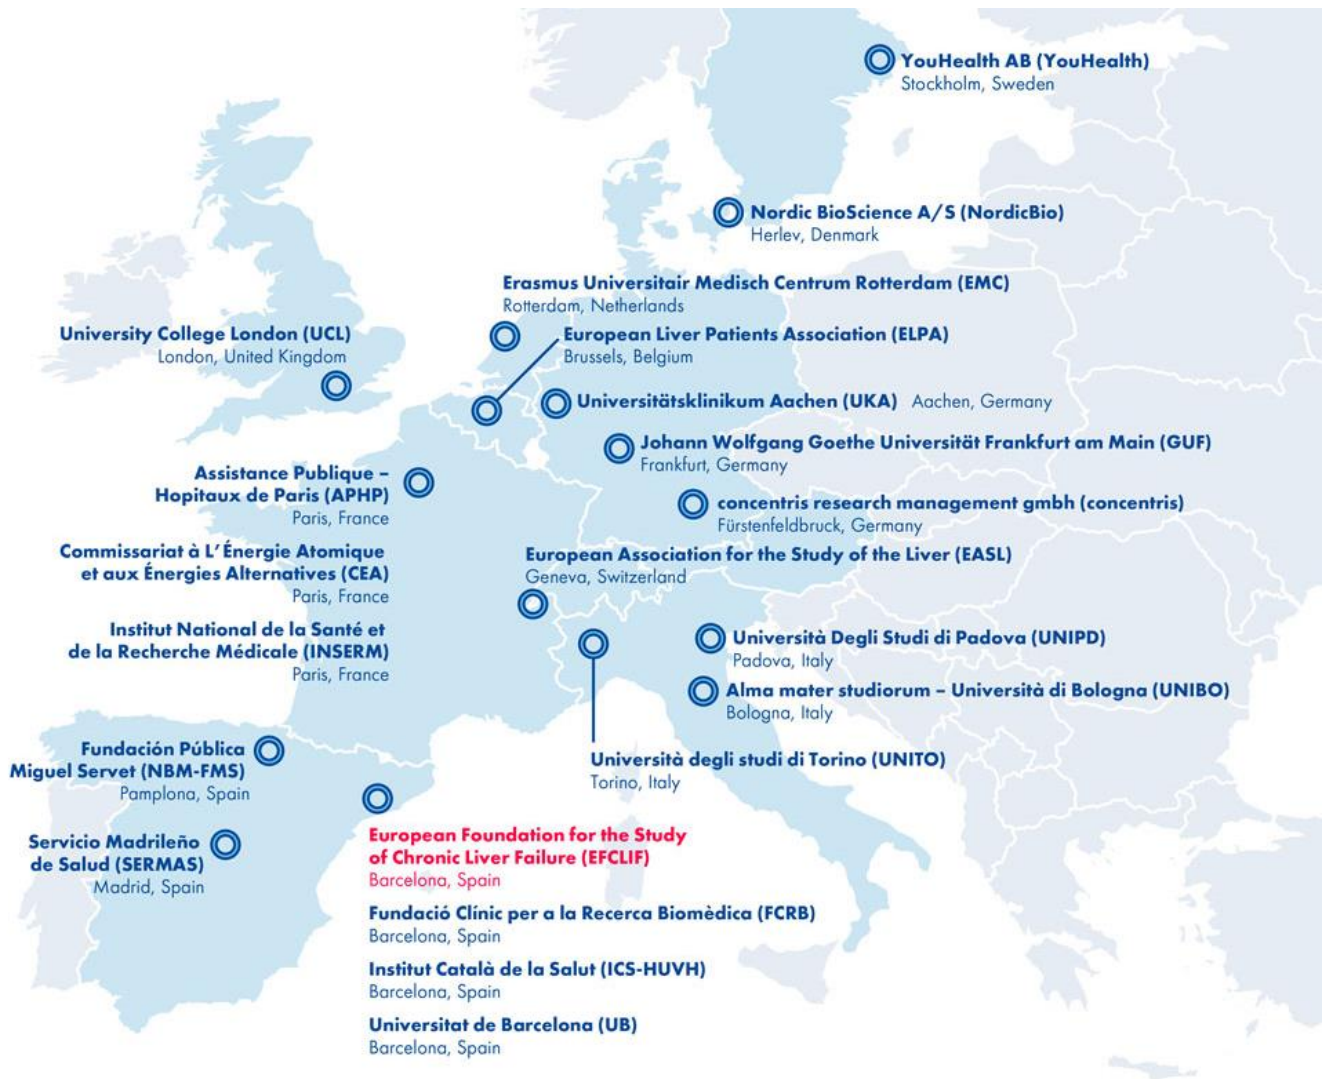 YouHealth AB (YouHealth)
Stockholm, Sweden
Nordic BioScience A/S (NordicBio)
Herlev, Denmark
Erasmus Universitair Medisch Centrum Rotterdam (EMC)
Rotterdam, Netherlands
University College London (UCL)
London, United Kingdom
European Liver Patients Association (ELPA)
Brussels, Belgium
Universitätsklinikum Aachen (UKA) Aachen, Germany
Johann Wolfgang Goethe Universität Frankfurt am Main (GUF)
Frankfurt, Germany
Assistance Publique –
Hopitaux de Paris (APHP)
Paris, France
concentris research management gmbh (concentris)
Fürstenfeldbruck, Germany
Commissariat à L'Énergie Atomique
et aux Énergies Alternatives (CEA)
Paris, France
European Association for the Study of the Liver (EASL)
Geneva, Switzerland
Institut National de la Santé et
de la Recherche Médicale (INSERM)
Paris, France
Università Degli Studi di Padova (UNIPD)
Padova, Italy
Alma mater studiorum – Università di Bologna (UNIBO)
Bologna, Italy
Fundación Pública
Miguel Servet (NBM-FMS)
Pamplona, Spain
Università degli studi di Torino (UNITO)
Torino, Italy
Servicio Madrileño
de Salud (SERMAS)
Madrid, Spain
European Foundation for the Study
of Chronic Liver Failure (EFCLIF)
Barcelona, Spain
Fundació Clínic per a la Recerca Biomèdica (FCRB)
Barcelona, Spain
Institut Català de la Salut (ICS-HUVH)
Barcelona, Spain
Universitat de Barcelona (UB)
Barcelona, Spain